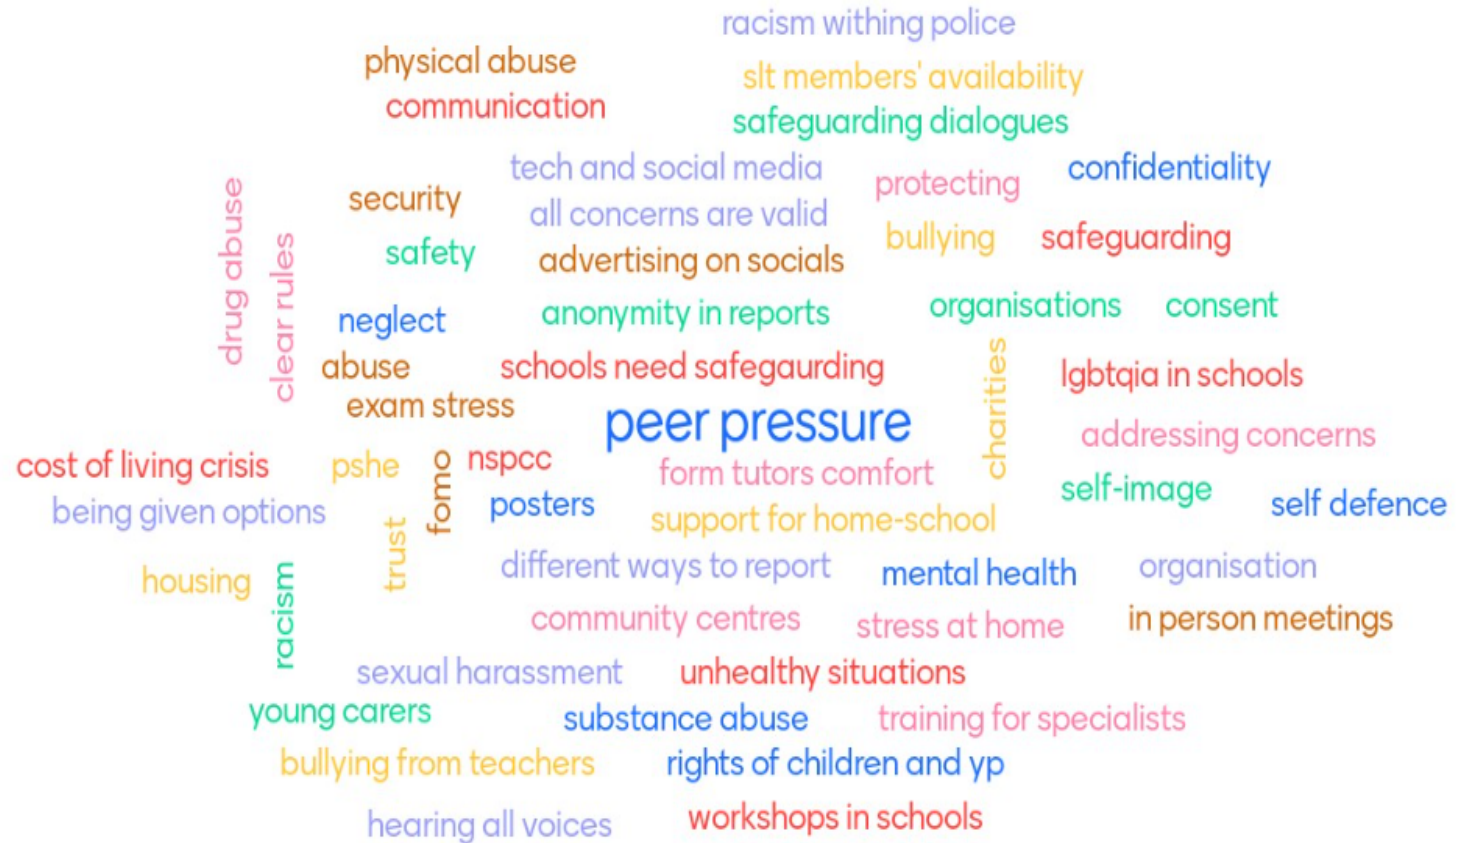 racism withing police
physical abuse
slt members' availability
communication
safeguarding dialogues
tech and social media
confidentiality
protecting
security
all concerns are valid
bullying
safeguarding
drug abuse
clear rules
safety
advertising on socials
neglect
anonymity in reports
organisations
consent
abuse
schools need safegaurding
charities
lgbtqia in schools
exam stress
peer pressure
addressing concerns
cost of living crisis
pshe
fomo
nspcc
form tutors comfort
self-image
being given options
posters
support for home-school
self defence
trust
housing
racism
different ways to report
mental health
organisation
community centres
stress at home
in person meetings
sexual harassment
unhealthy situations
young carers
substance abuse
training for specialists
bullying from teachers
rights of children and yp
hearing all voices
workshops in schools